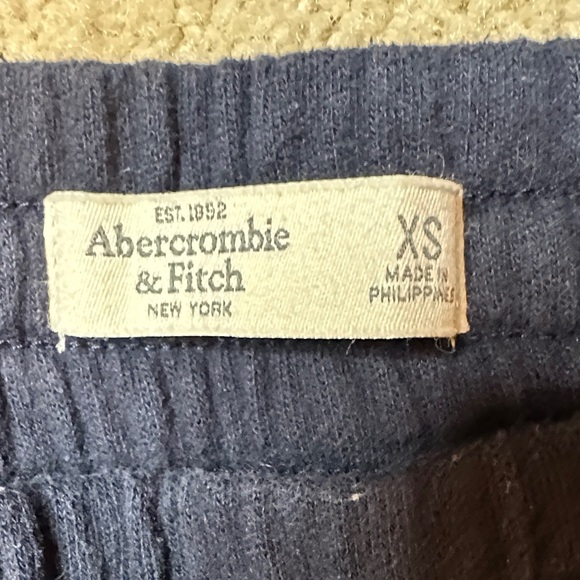 EST. 1892
Abercrombie
& Fitch
NEW YORK
XS
MADE IN
PHILIPPINES